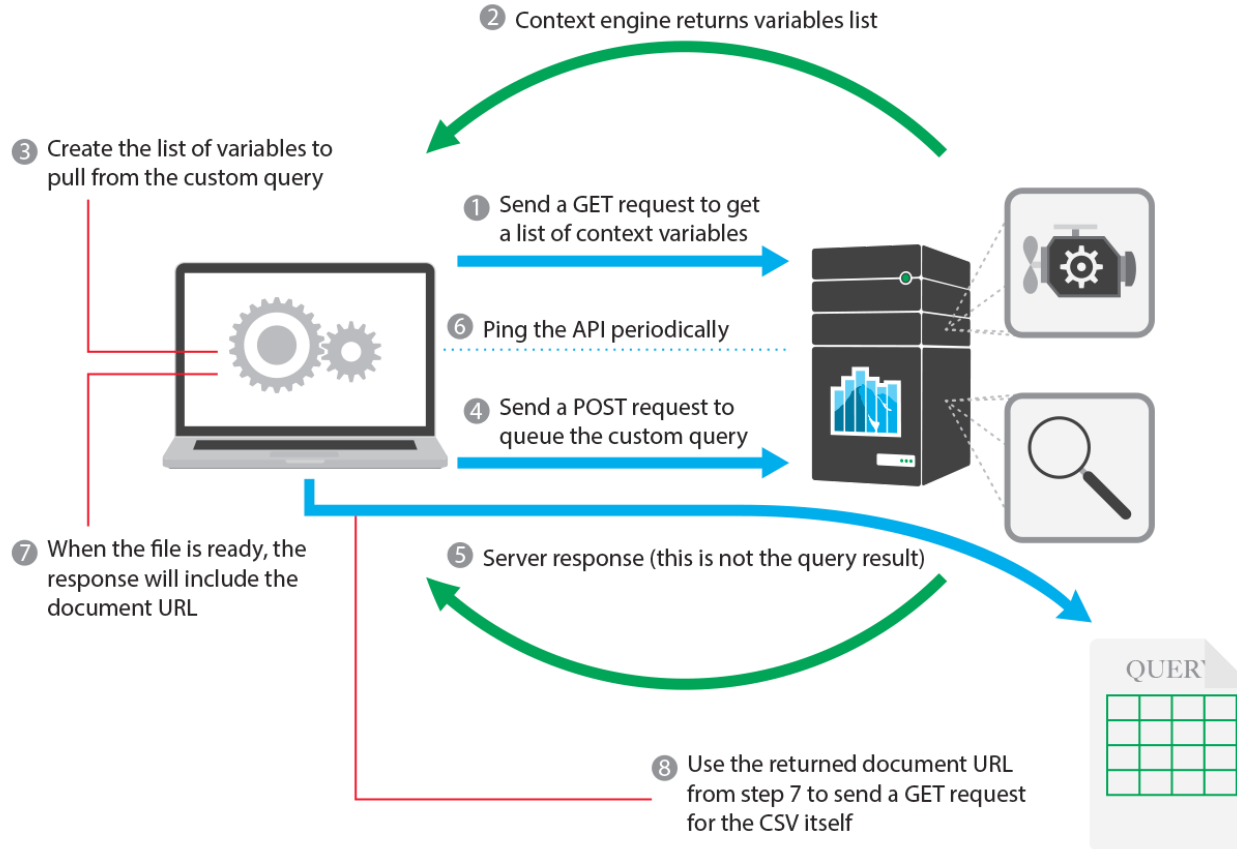 2 Context engine returns variables list
3 Create the list of variables to
pull from the custom query
1 Send a GET request to get
a list of context variables
6 Ping the API periodically
4 Send a POST request to
queue the custom query
7 When the file is ready, the
response will include the
document URL
5 Server response (this is not the query result)
QUERY
8 Use the returned document URL
from step 7 to send a GET request
for the CSV itself